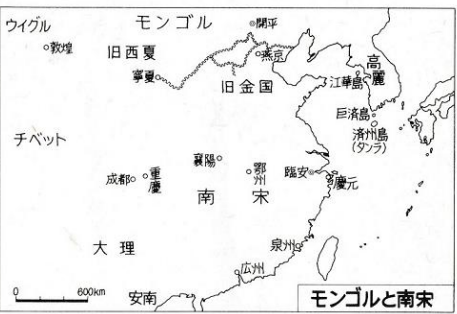 ウイグル
モンゴル
開平
敦煌
旧西夏
燕京
寧夏
旧金国
高麗
江華島
巨済島
済州島
(タンラ)
チベット
襄陽
成都
重慶
鄂州
臨安
慶元
南宋
大理
泉州
広州
安南
0 600km
モンゴルと南宋